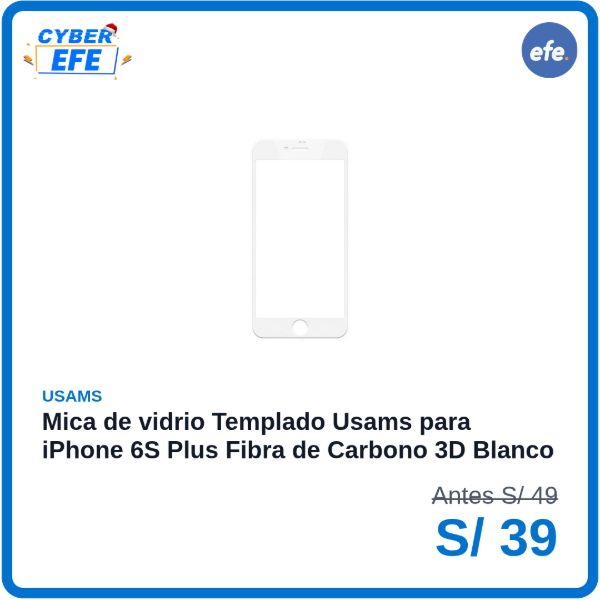 CYBER
EFE
efe.
USAMS
Mica de vidrio Templado Usams para
iPhone 6S Plus Fibra de Carbono 3D Blanco
Antes S/ 49
S/ 39